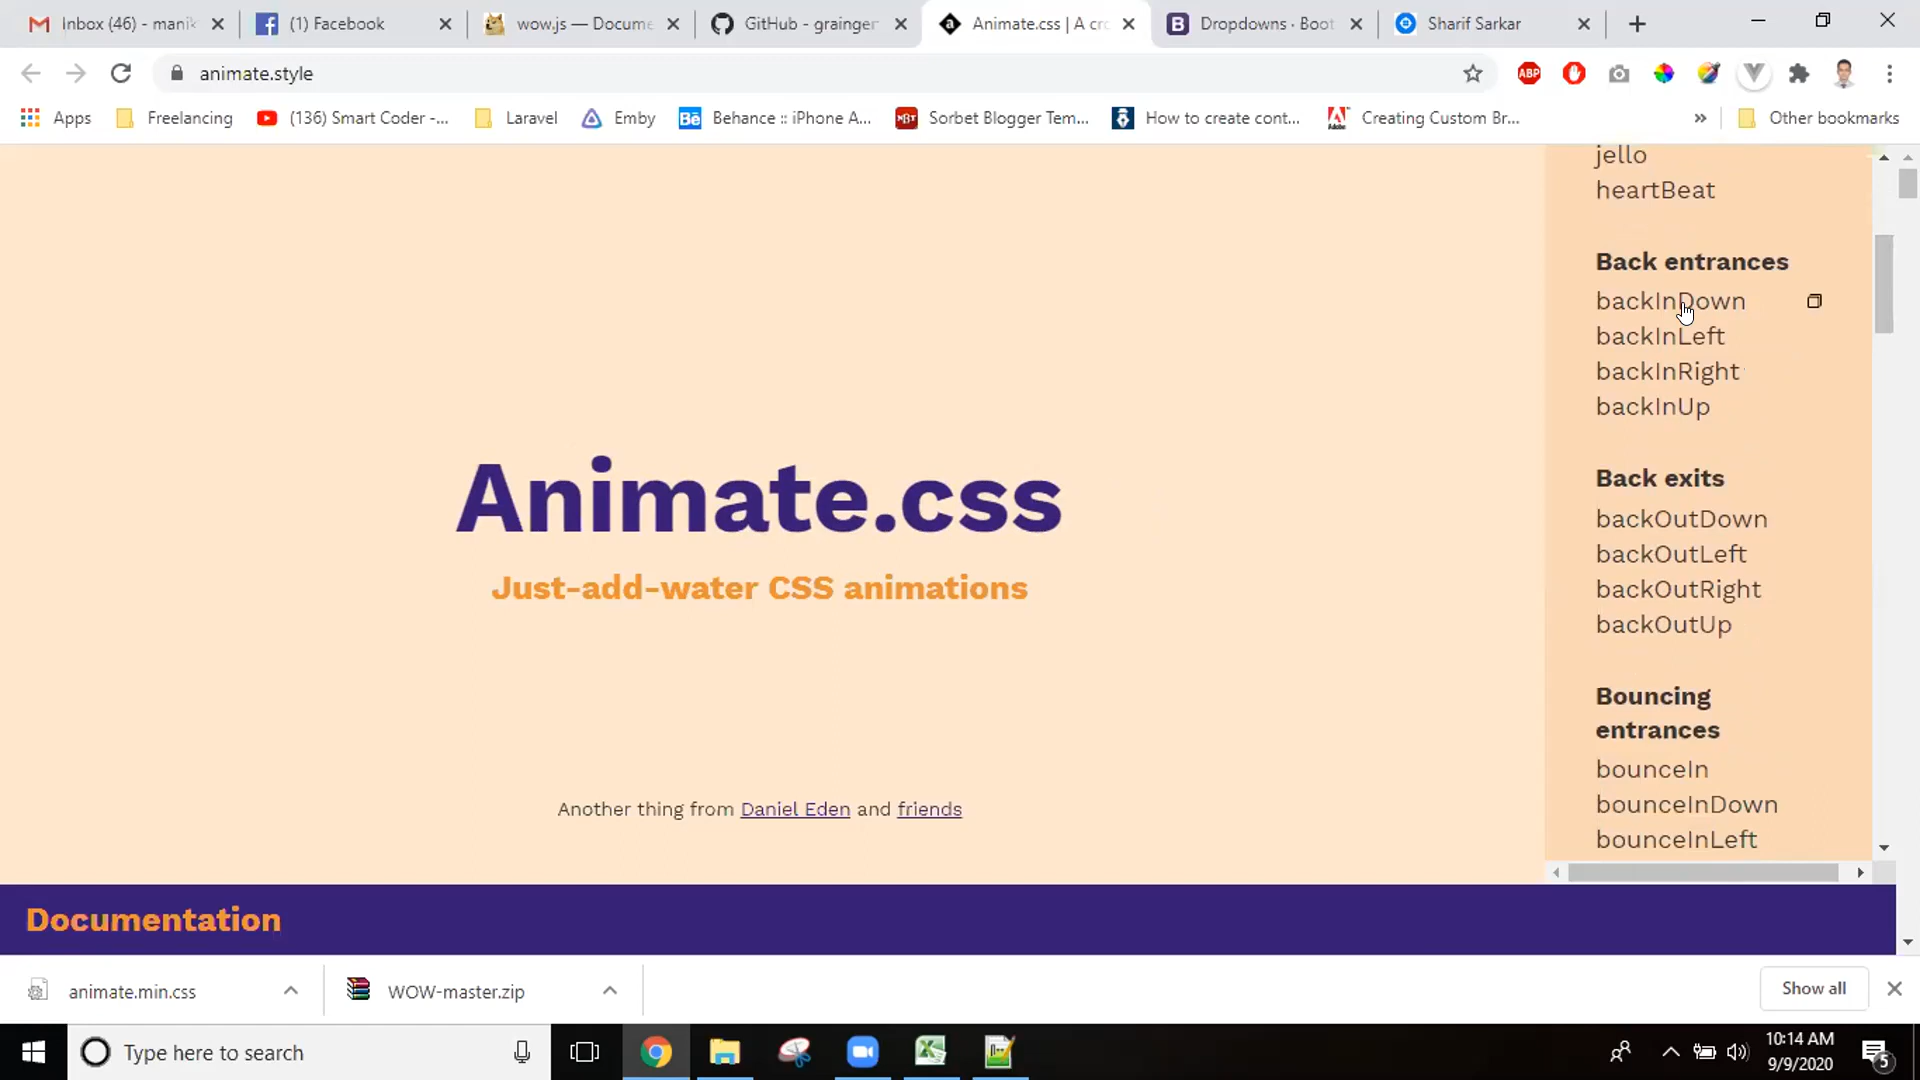 Inbox (46) - manik
(1) Facebook
wow.js — Docume
GitHub - grainger
Animate.css | A cro
Dropdowns · Boot
Sharif Sarkar
animate.style
ABP
Apps
Freelancing
(136) Smart Coder -...
Laravel
Emby
Bē
Behance :: iPhone A...
MBT
Sorbet Blogger Tem...
How to create cont...
Creating Custom Br...
»
Other bookmarks
jello
heartBeat
Back entrances
backInDown
backInLeft
backInRight
backInUp
Back exits
backOutDown
backOutLeft
backOutRight
backOutUp
Bouncing
entrances
bounceIn
bounceInDown
bounceInLeft
Animate.css
Just-add-water CSS animations
Another thing from Daniel Eden and friends
Documentation
animate.min.css
WOW-master.zip
Show all
Type here to search
10:14 AM
9/9/2020
5